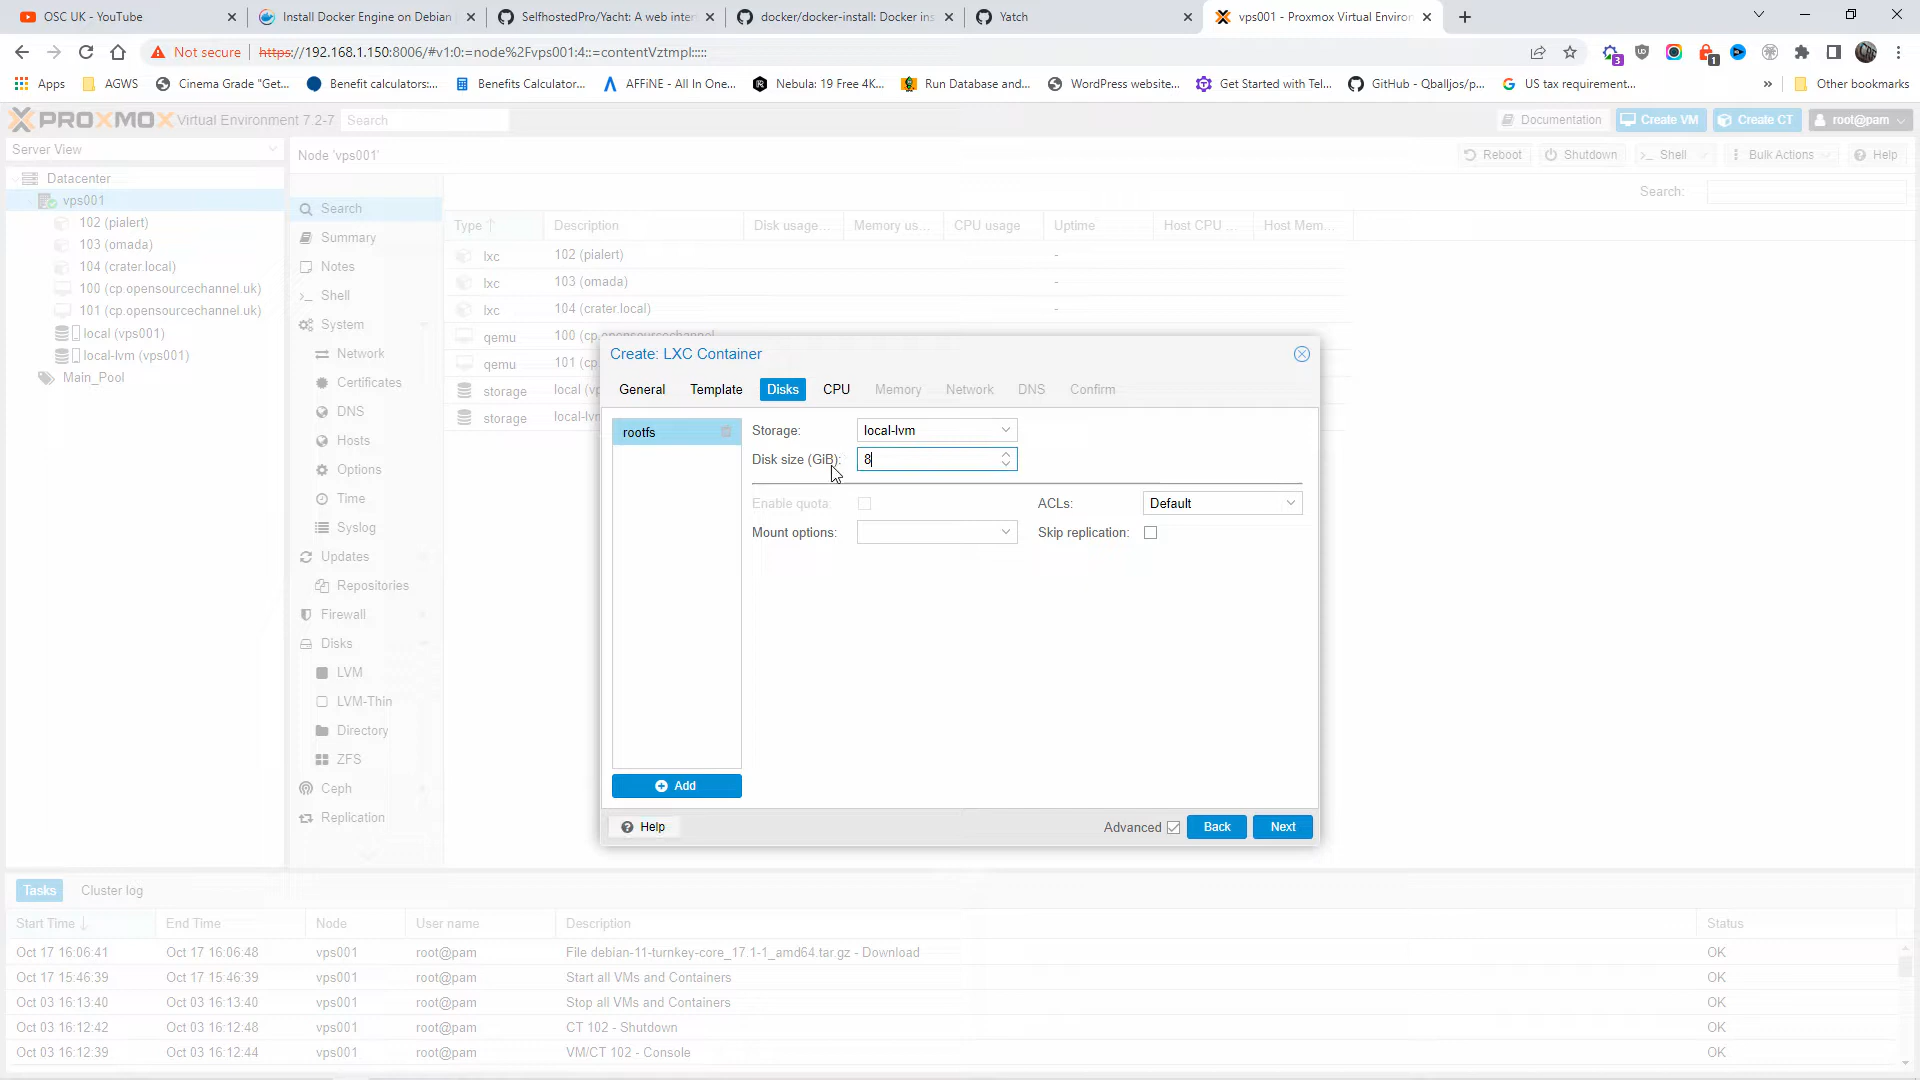 OSC UK - YouTube
Install Docker Engine on Debian
SelfhostedPro/Yacht: A web inter
docker/docker-install: Docker ins
Yatch
vps001 - Proxmox Virtual Environ
Not secure
https://192.168.1.150:8006/#v1:0:=node%2Fvps001:4::=contentVztmpl:::::
3
1
Apps
AGWS
Cinema Grade "Get...
Benefit calculators:...
Benefits Calculator...
AFFiNE - All In One...
Nebula: 19 Free 4K...
Run Database and...
WordPress website...
Get Started with Tel...
GitHub - Qballjos/p...
US tax requirement...
»
Other bookmarks
PROXMOX
Virtual Environment 7.2-7
Search
Documentation
Create VM
Create CT
root@pam
Server View
Node 'vps001'
Reboot
Shutdown
Shell
Bulk Actions
Help
Datacenter
vps001
102 (pialert)
103 (omada)
104 (crater.local)
100 (cp.opensourcechannel.uk)
101 (cp.opensourcechannel.uk)
local (vps001)
local-lvm (vps001)
Main_Pool
Search
Summary
Notes
Shell
System
Network
Certificates
DNS
Hosts
Options
Time
Syslog
Updates
Repositories
Firewall
Disks
LVM
LVM-Thin
Directory
ZFS
Ceph
Replication
Search:
Type
Description
Disk usage...
Memory us...
CPU usage
Uptime
Host CPU ...
Host Mem...
lxc
102 (pialert)
-
lxc
103 (omada)
-
lxc
104 (crater.local)
-
qemu
100 (cp.opensourcechannel
qemu
101 (cp
storage
local (vp
storage
local-lvm
Create: LXC Container
General
Template
Disks
CPU
Memory
Network
DNS
Confirm
rootfs
Storage:
local-lvm
Disk size (GiB):
8
Enable quota:
ACLs:
Default
Mount options:
Skip replication:
Add
Help
Advanced
Back
Next
Tasks
Cluster log
Start Time
End Time
Node
User name
Description
Status
Oct 17 16:06:41
Oct 17 16:06:48
vps001
root@pam
File debian-11-turnkey-core_17.1-1_amd64.tar.gz - Download
OK
Oct 17 15:46:39
Oct 17 15:46:39
vps001
root@pam
Start all VMs and Containers
OK
Oct 03 16:13:40
Oct 03 16:13:40
vps001
root@pam
Stop all VMs and Containers
OK
Oct 03 16:12:42
Oct 03 16:12:48
vps001
root@pam
CT 102 - Shutdown
OK
Oct 03 16:12:39
Oct 03 16:12:44
vps001
root@pam
VM/CT 102 - Console
OK